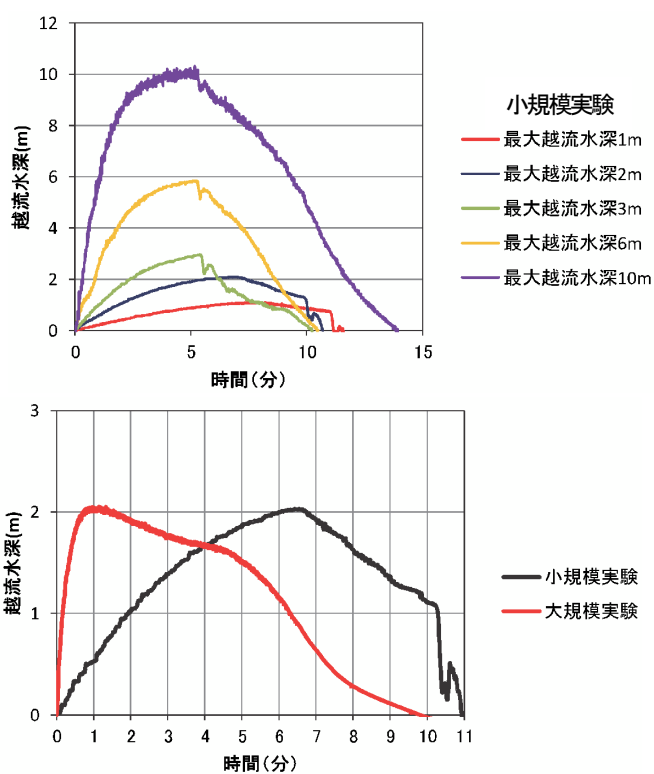 12
10
8
6
4
2
0
越流水深(m)
0
5
10
15
時間（分）
小規模実験
最大越流水深1m
最大越流水深2m
最大越流水深3m
最大越流水深6m
最大越流水深10m
3
2
1
0
越流水深(m)
0 1 2 3 4 5 6 7 8 9 10 11
時間（分）
小規模実験
大規模実験